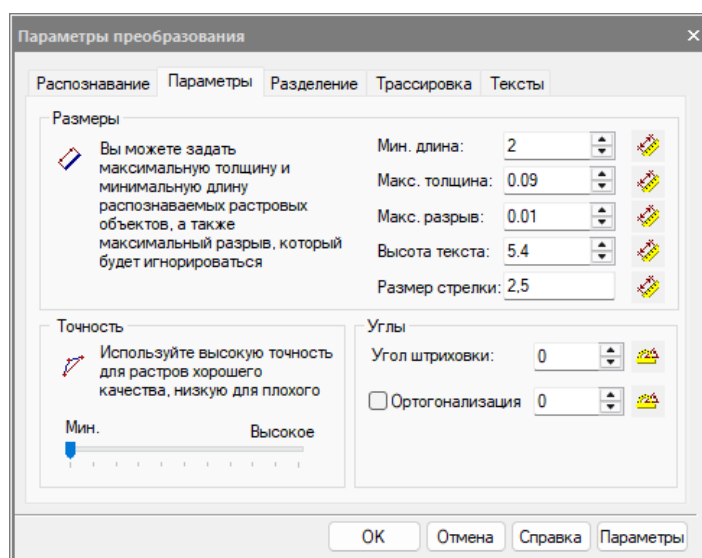 Параметры преобразования
Распознавание Параметры Разделение Трассировка Тексты
Размеры
Вы можете задать
максимальную толщину и
минимальную длину
распознаваемых растровых
объектов, а также
максимальный разрыв, который
будет игнорироваться
Мин. длина: 2
Макс. толщина: 0.09
Макс. разрыв: 0.01
Высота текста: 5.4
Размер стрелки: 2,5
Точность
Используйте высокую точность
для растров хорошего
качества, низкую для плохого
Мин. Высокое
Углы
Угол штриховки: 0
Ортогонализация 0
OK Отмена Справка Параметры